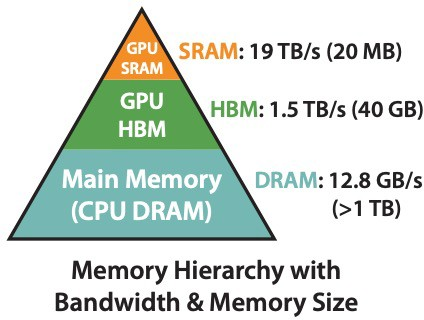 GPU
SRAM
SRAM: 19 TB/s (20 MB)
GPU
HBM
HBM: 1.5 TB/s (40 GB)
Main Memory
(CPU DRAM)
DRAM: 12.8 GB/s
(>1 TB)
Memory Hierarchy with
Bandwidth & Memory Size